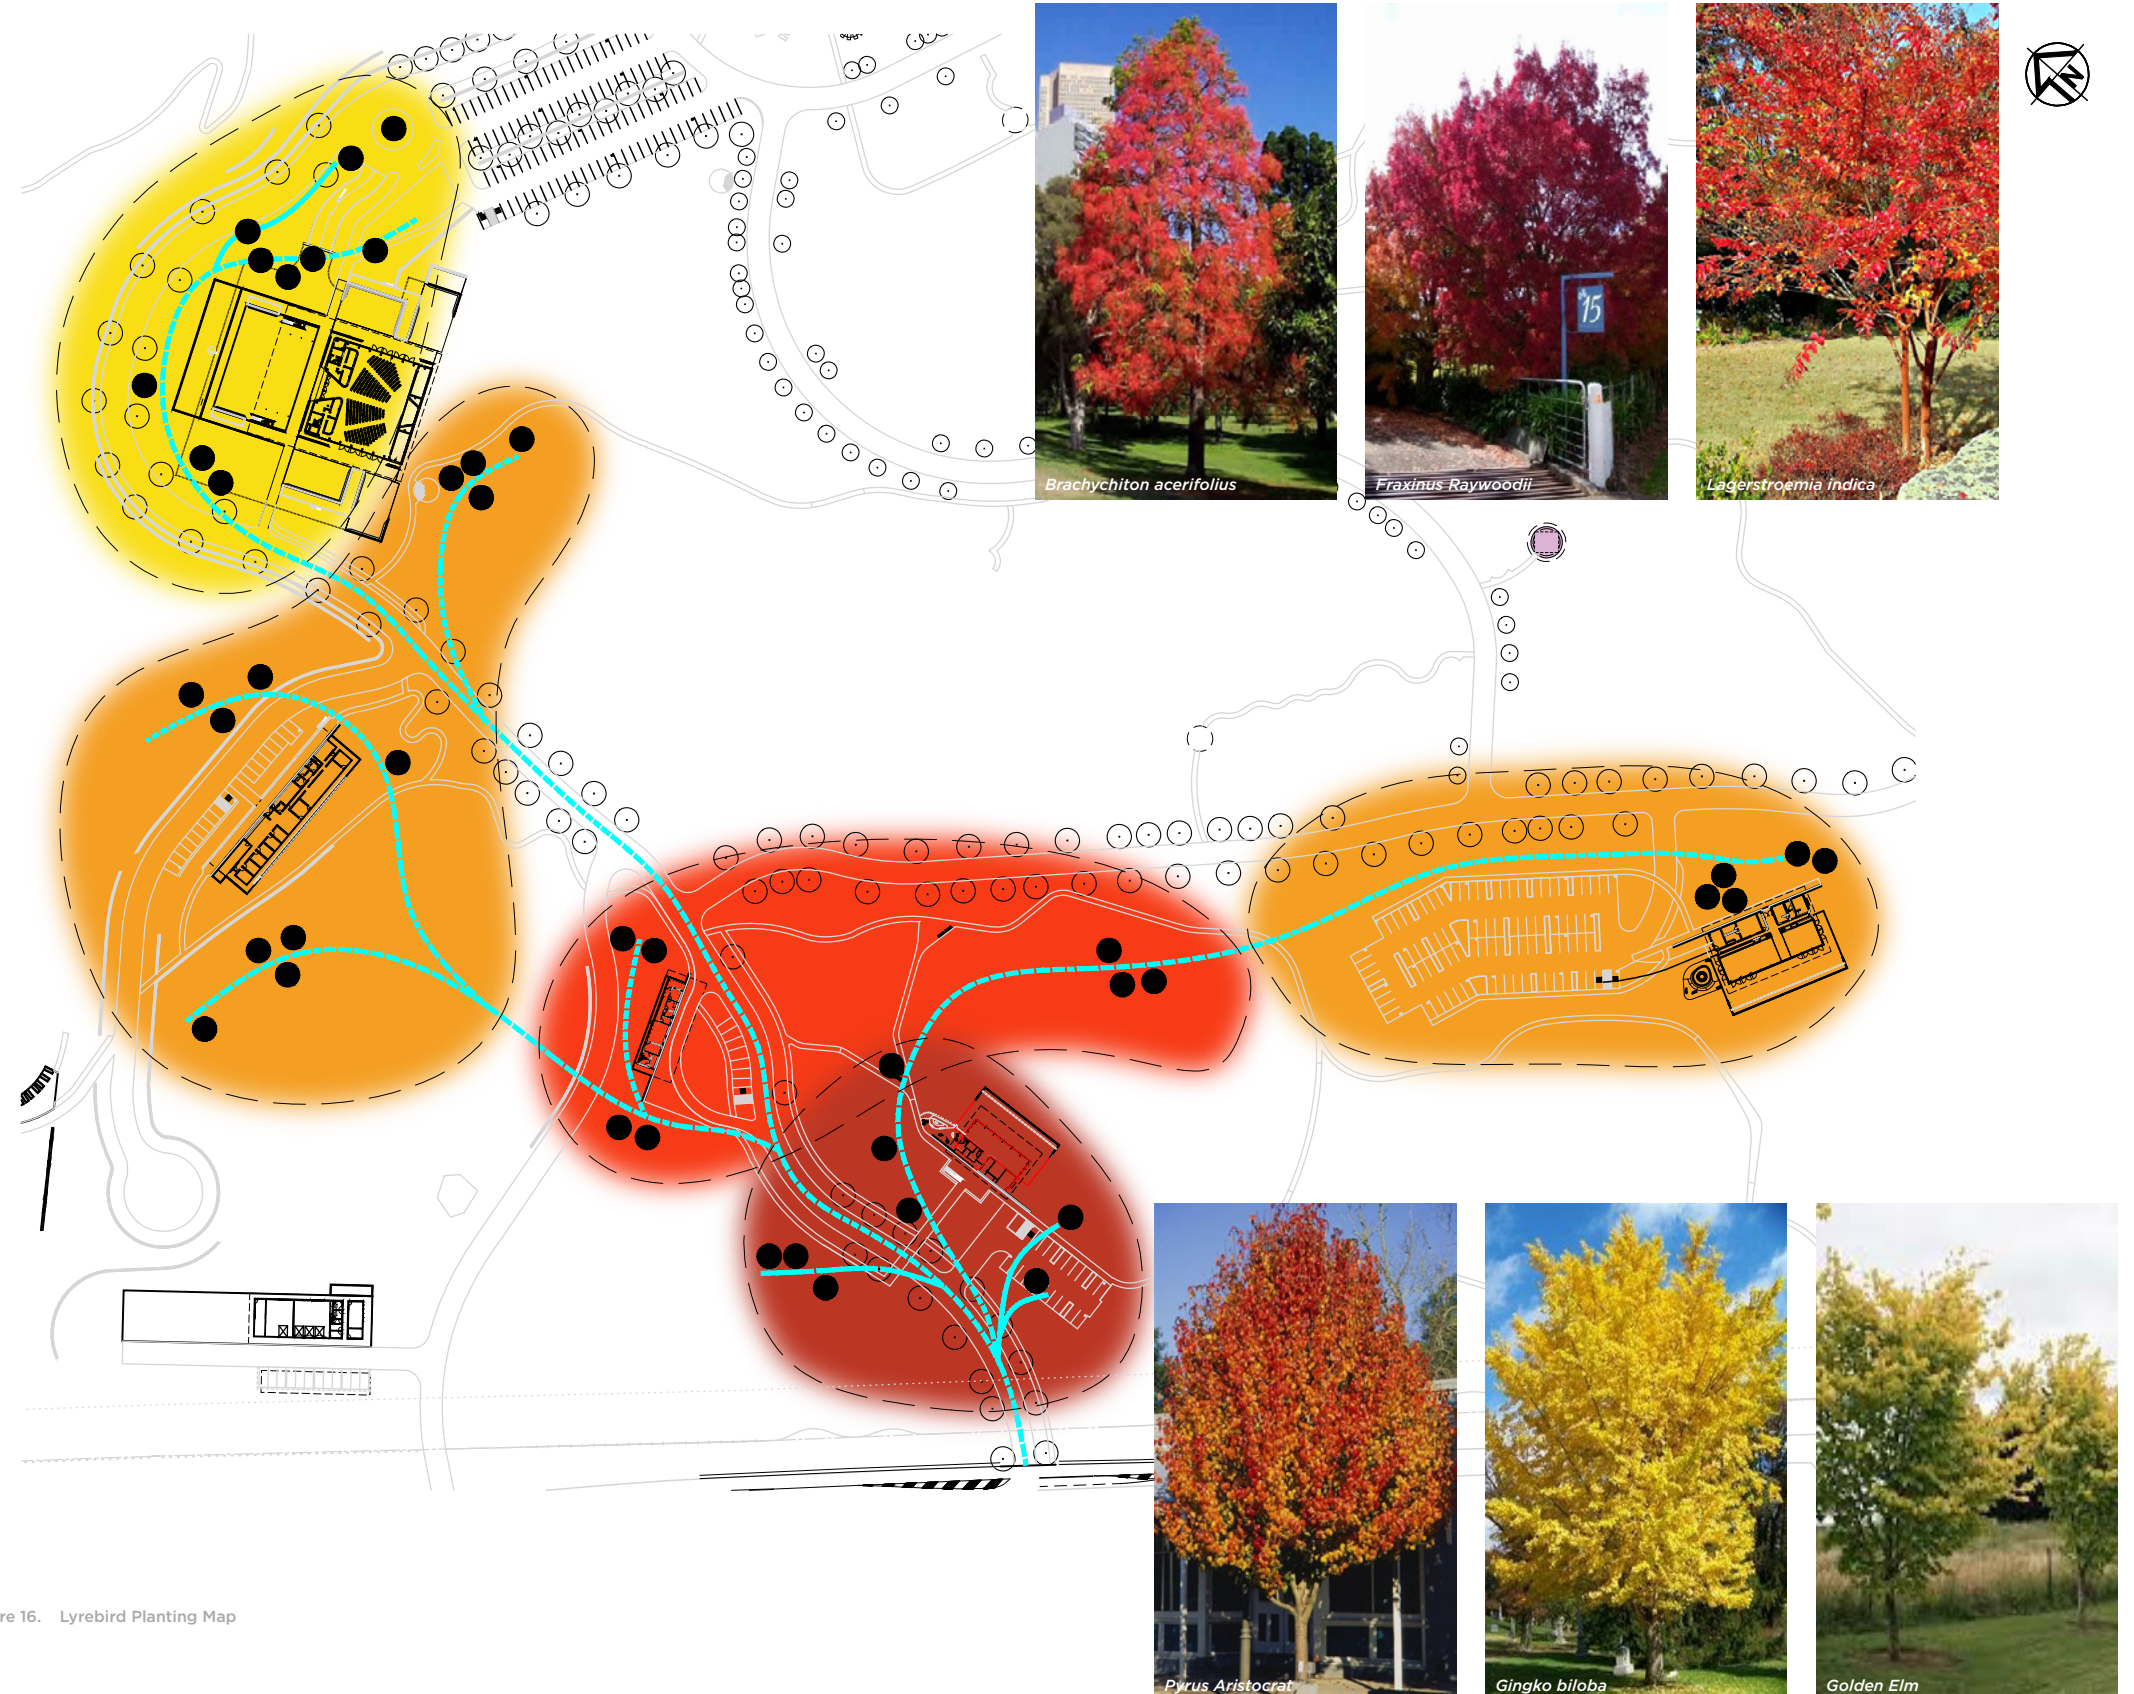 Brachychiton acerifolius
Fraxinus Raywoodii
15
Lagerstroemia indica
N
Pyrus Aristocrat
Gingko biloba
Golden Elm
re 16. Lyrebird Planting Map